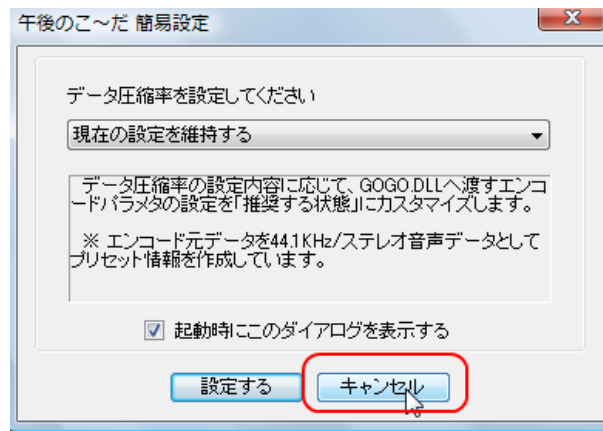 午後のこ～だ 簡易設定
データ圧縮率を設定してください
現在の設定を維持する
データ圧縮率の設定内容に応じて、GOGO.DLLへ渡すエンコ
ードパラメタの設定を「推奨する状態」にカスタマイズします。
※ エンコード元データを44.1KHz/ステレオ音声データとして
プリセット情報を作成しています。
起動時にこのダイアログを表示する
設定する
キャンセル